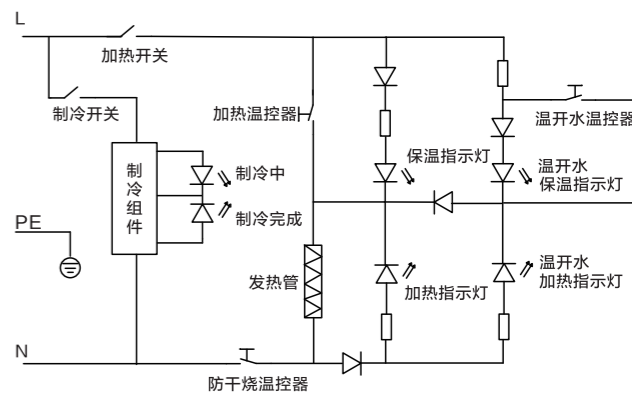 L
加热开关
制冷开关
加热温控器
温开水温控器
制冷组件
制冷中
制冷完成
保温指示灯
温开水
保温指示灯
PE
发热管
加热指示灯
温开水
加热指示灯
N
防干烧温控器